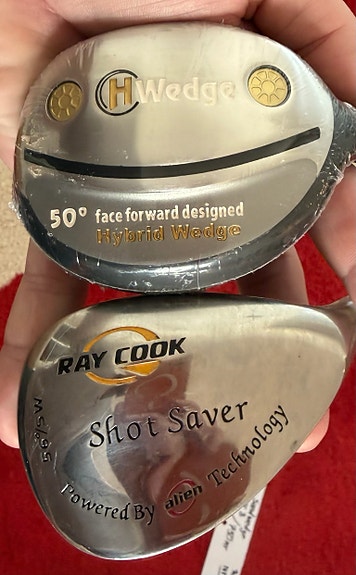 HWedge
50° face forward designed
Hybrid Wedge
RAY COOK
Shot Saver
Powered By alien Technology